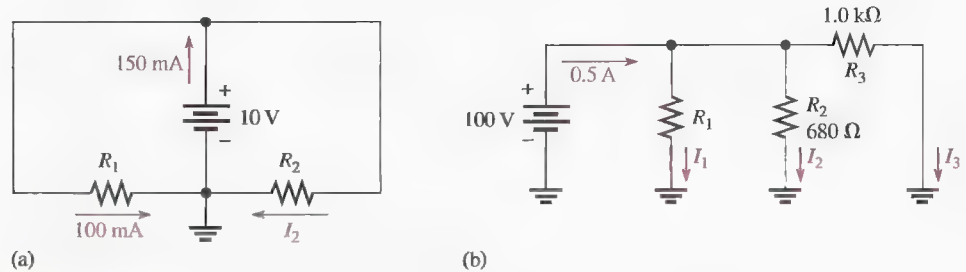 150 mA
+
10 V
−
R1
R2
100 mA
I2
(a)
1.0 kΩ
R3
0.5 A
+
100 V
−
R1
R2
680 Ω
I1
I2
I3
(b)